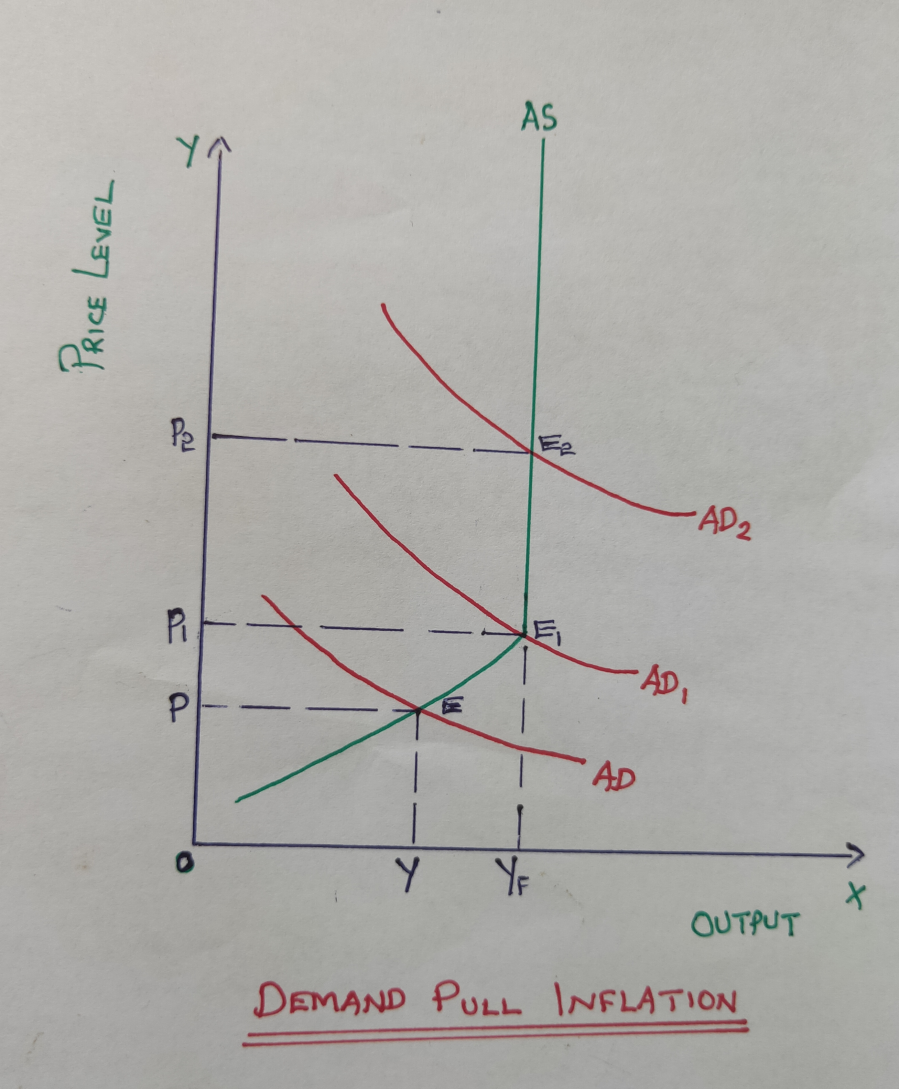 AS
Y
PRICE LEVEL
P2
E2
AD2
P1
E1
AD1
P
E
AD
O
Y
YF
X
OUTPUT
DEMAND PULL INFLATION